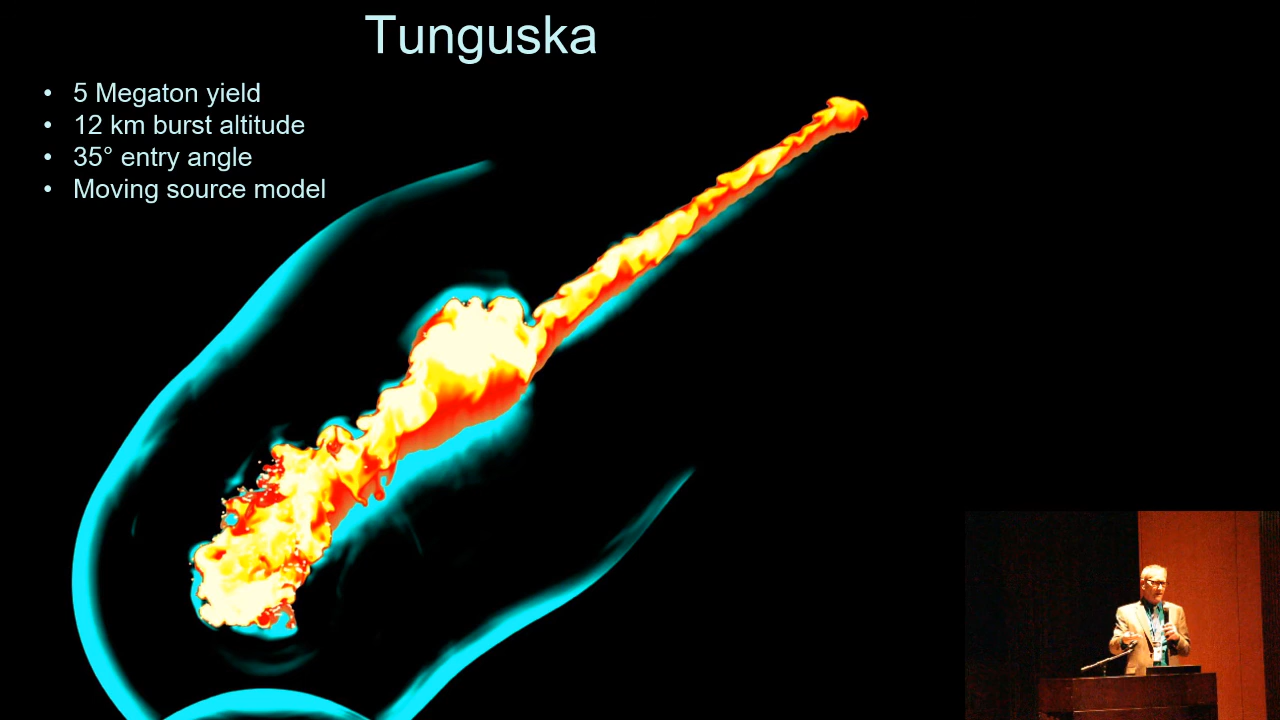 Tunguska
• 5 Megaton yield
• 12 km burst altitude
• 35° entry angle
• Moving source model